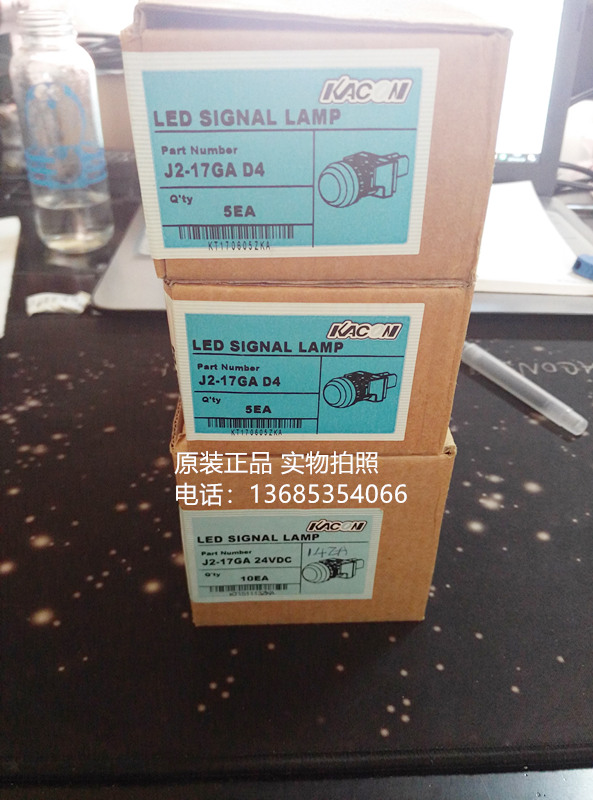 KACON
LED SIGNAL LAMP
Part Number
J2-17GA D4
Q'ty
5EA
KT170605ZKA
KACON
LED SIGNAL LAMP
Part Number
J2-17GA D4
Q'ty
5EA
KT170605ZKA
原装正品 实物拍照
电话：13685354066
KACON
LED SIGNAL LAMP
Part Number
J2-17GA 24VDC
Q'ty
10EA